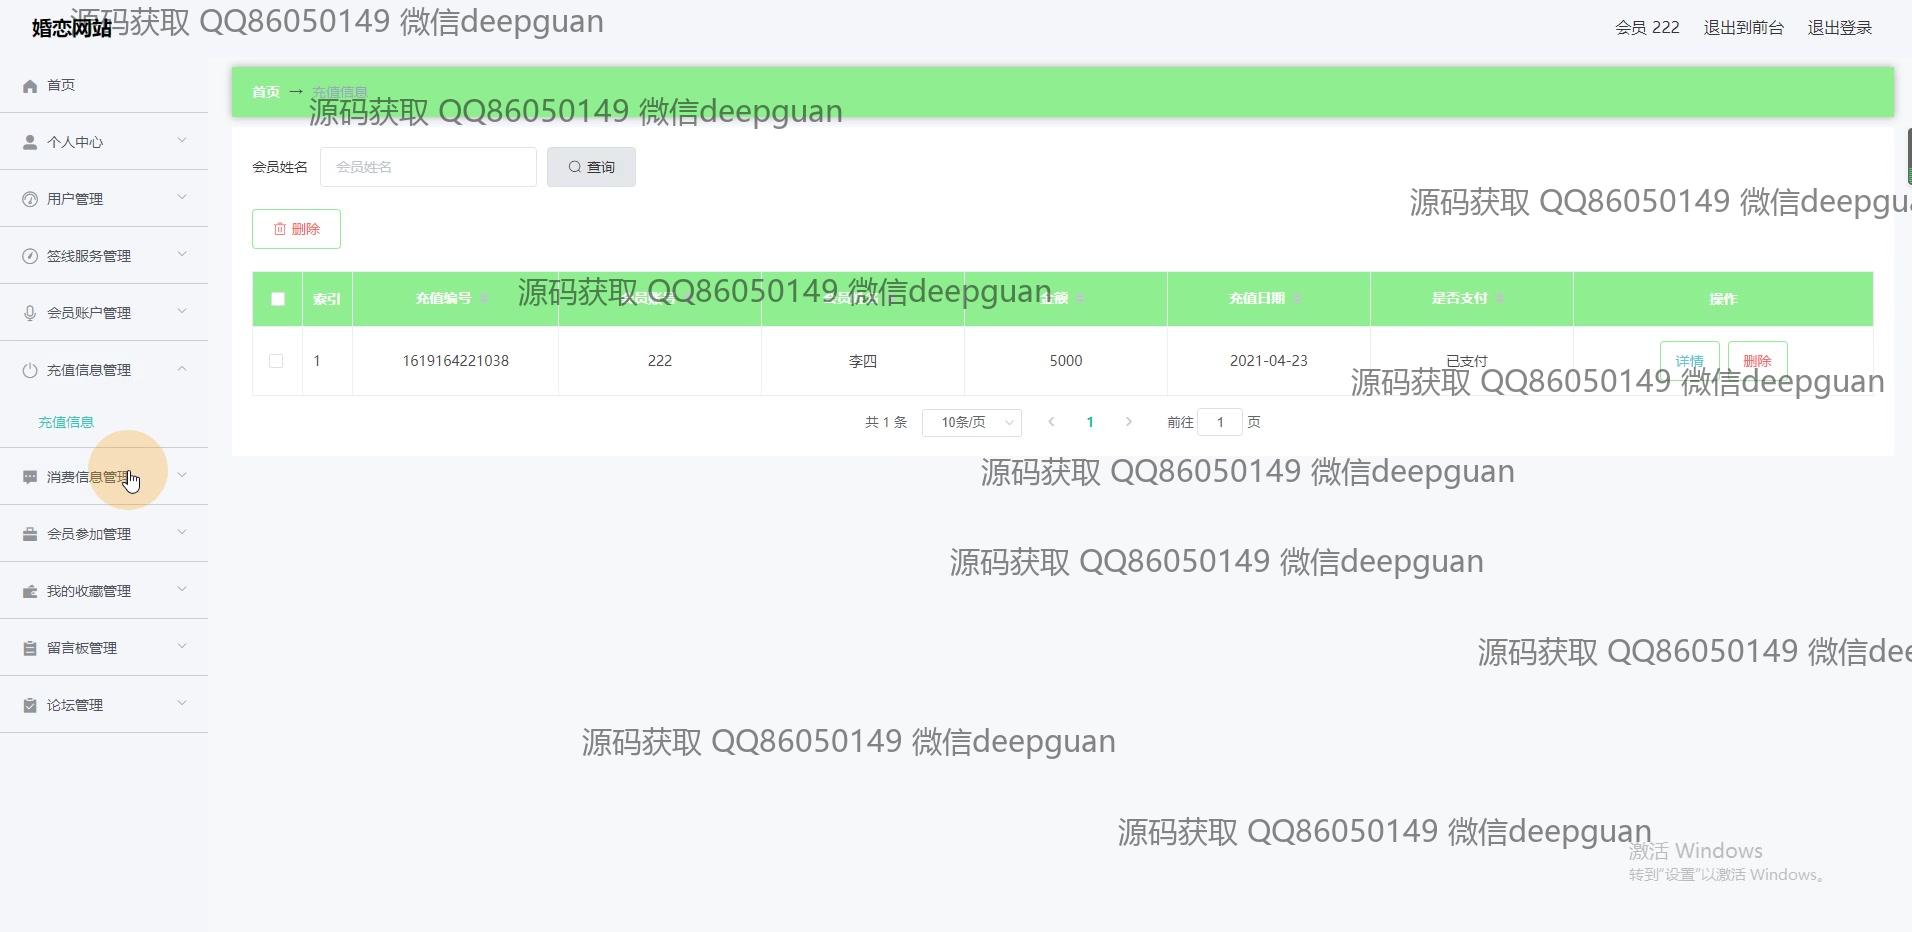 婚恋网站
源码获取 QQ86050149 微信deepguan
会员 222 退出到前台 退出登录
首页
个人中心
用户管理
签线服务管理
会员账户管理
充值信息管理
充值信息
消费信息管理
会员参加管理
我的收藏管理
留言板管理
论坛管理
首页 → 充值信息
源码获取 QQ86050149 微信deepguan
会员姓名 会员姓名 查询
源码获取 QQ86050149 微信deepgua
删除
索引 充值编号 金额 充值日期 是否支付 操作
源码获取 QQ86050149 微信deepguan
1 1619164221038 222 李四 5000 2021-04-23 已支付 详情 删除
源码获取 QQ86050149 微信deepguan
共 1 条 10条/页 1 前往 1 页
源码获取 QQ86050149 微信deepguan
源码获取 QQ86050149 微信deepguan
源码获取 QQ86050149 微信dee
源码获取 QQ86050149 微信deepguan
源码获取 QQ86050149 微信deepguan
激活 Windows
转到"设置"以激活 Windows。